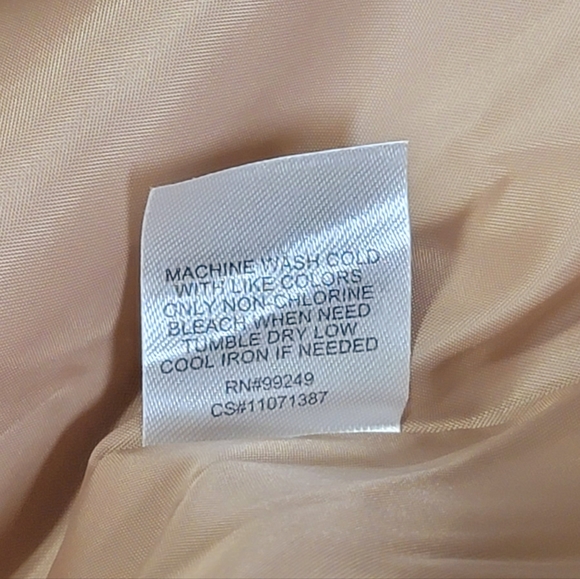 MACHINE WASH COLD
WITH LIKE COLORS
ONLY NON-CHLORINE
BLEACH WHEN NEED
TUMBLE DRY LOW
COOL IRON IF NEEDED
RN#99249
CS#11071387